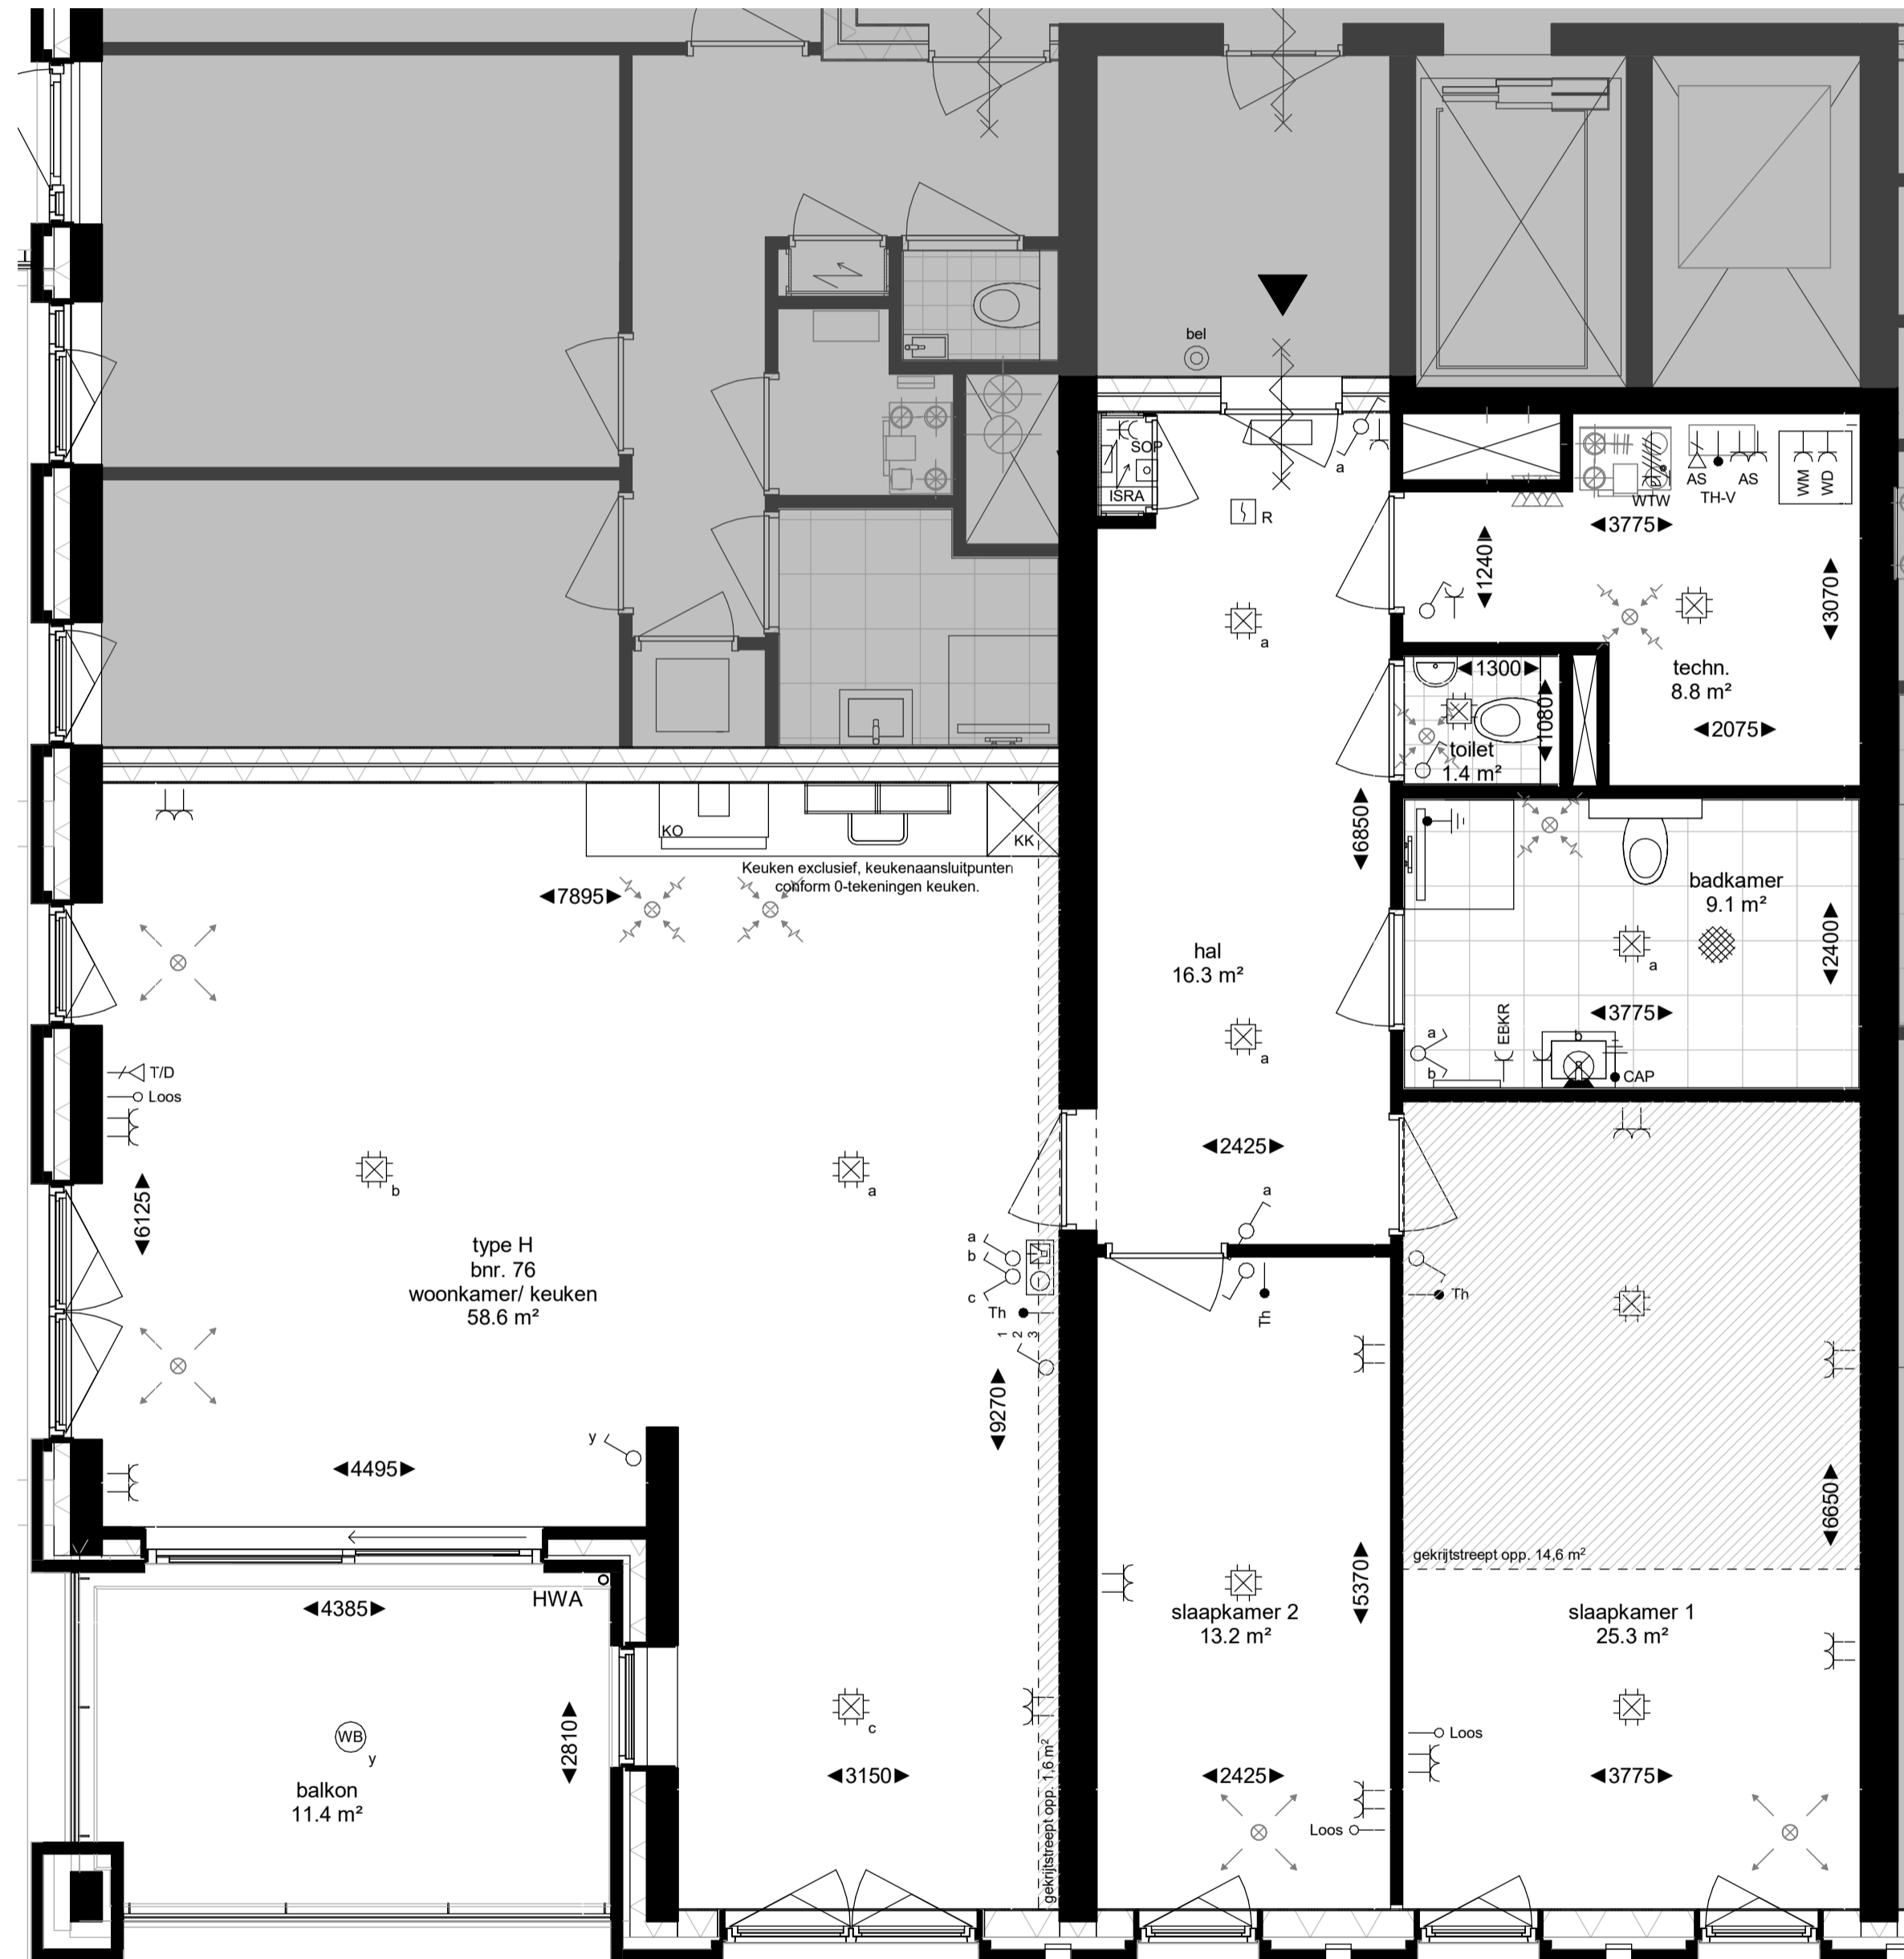 bel
SOP
ISRA
a
R
a
WTW
AS
TH-V
AS
WM
WD
3775
1240
3070
techn.
8.8 m²
2075
1300
1080
toilet
1.4 m²
KO
KK
Keuken exclusief, keukenaansluitpunten
conform 0-tekeningen keuken.
7895
6850
badkamer
9.1 m²
2400
a
3775
EBKR
a
b
b
CAP
hal
16.3 m²
a
2425
a
T/D
Loos
6125
b
a
type H
bnr. 76
woonkamer/ keuken
58.6 m²
a
b
c
Th
1
2
3
9270
Th
Th
y
4495
HWA
4385
2810
WB
y
balkon
11.4 m²
c
3150
gekrijtstreept opp. 1,6 m²
5370
slaapkamer 2
13.2 m²
2425
Loos
6650
gekrijtstreept opp. 14,6 m²
slaapkamer 1
25.3 m²
Loos
3775